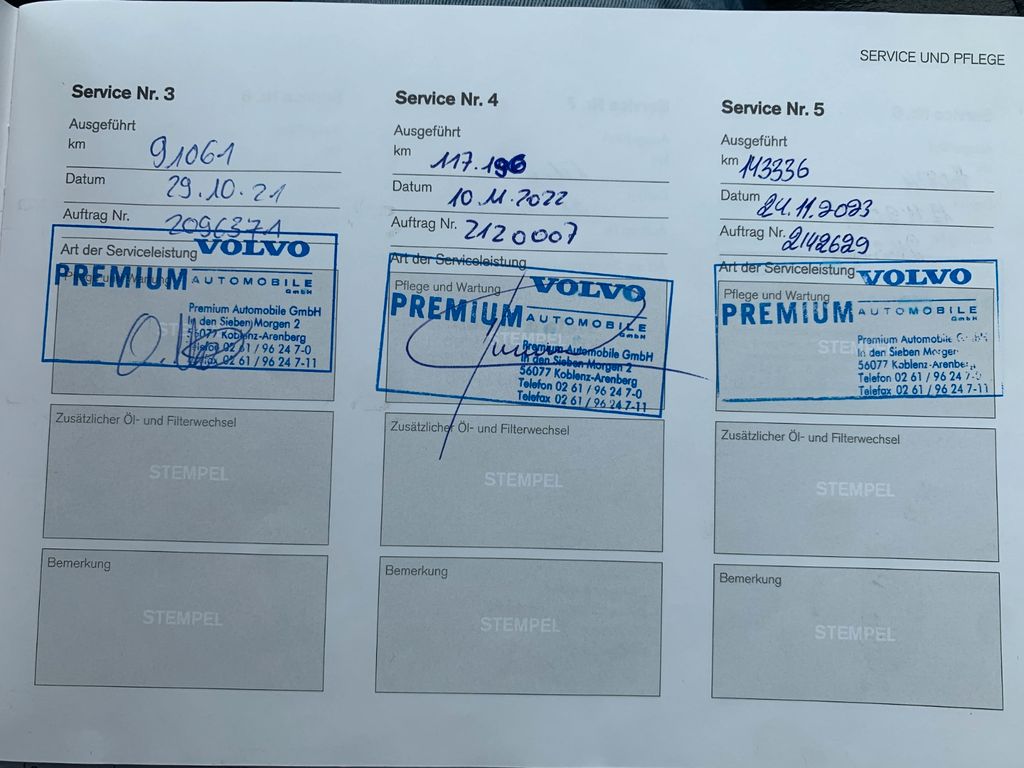 SERVICE UND PFLEGE
Service Nr. 3
Ausgeführt
km 91061
Datum 29.10.21
Auftrag Nr. 2096371
Art der Serviceleistung
VOLVO
Pflege und Wartung
PREMIUM AUTOMOBILE
GmbH
Premium Automobile GmbH
In den Sieben Morgen 2
56077 Koblenz-Arenberg
Telefon 02 61 / 96 24 7-0
Telefax 02 61 / 96 24 7-11
Zusätzlicher Öl- und Filterwechsel
STEMPEL
Bemerkung
STEMPEL
Service Nr. 4
Ausgeführt
km 117.196
Datum 10.11.2022
Auftrag Nr. 2120007
Art der Serviceleistung
VOLVO
Pflege und Wartung
PREMIUM AUTOMOBILE
GmbH
Premium Automobile GmbH
In den Sieben Morgen 2
56077 Koblenz-Arenberg
Telefon 02 61 / 96 24 7-0
Telefax 02 61 / 96 24 7-11
Zusätzlicher Öl- und Filterwechsel
STEMPEL
Bemerkung
STEMPEL
Service Nr. 5
Ausgeführt
km 143336
Datum 24.11.2023
Auftrag Nr. 2142629
Art der Serviceleistung
VOLVO
Pflege und Wartung
PREMIUM AUTOMOBILE
GmbH
Premium Automobile GmbH
In den Sieben Morgen
56077 Koblenz-Arenberg
Telefon 02 61 / 96 24 7-
Telefax 02 61 / 96 24 7-11
Zusätzlicher Öl- und Filterwechsel
STEMPEL
Bemerkung
STEMPEL